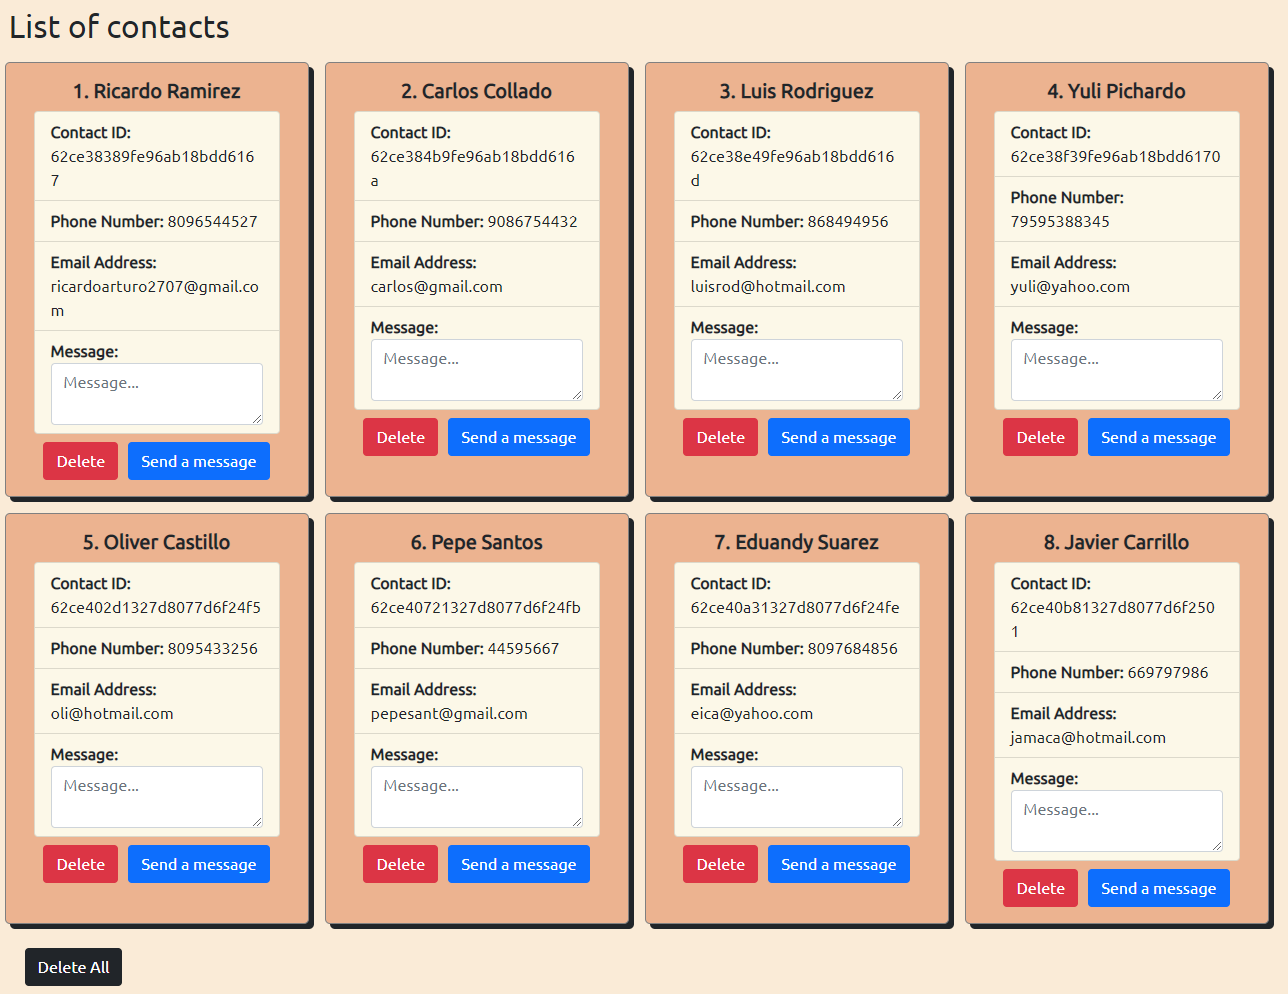 List of contacts
1. Ricardo Ramirez
Contact ID:
62ce38389fe96ab18bdd616
7
Phone Number: 8096544527
Email Address:
ricardoarturo2707@gmail.co
m
Message:
Message...
Delete
Send a message
2. Carlos Collado
Contact ID:
62ce384b9fe96ab18bdd616
a
Phone Number: 9086754432
Email Address:
carlos@gmail.com
Message:
Message...
Delete
Send a message
3. Luis Rodriguez
Contact ID:
62ce38e49fe96ab18bdd616
d
Phone Number: 868494956
Email Address:
luisrod@hotmail.com
Message:
Message...
Delete
Send a message
4. Yuli Pichardo
Contact ID:
62ce38f39fe96ab18bdd6170
Phone Number:
79595388345
Email Address:
yuli@yahoo.com
Message:
Message...
Delete
Send a message
5. Oliver Castillo
Contact ID:
62ce402d1327d8077d6f24f5
Phone Number: 8095433256
Email Address:
oli@hotmail.com
Message:
Message...
Delete
Send a message
6. Pepe Santos
Contact ID:
62ce40721327d8077d6f24fb
Phone Number: 44595667
Email Address:
pepesant@gmail.com
Message:
Message...
Delete
Send a message
7. Eduandy Suarez
Contact ID:
62ce40a31327d8077d6f24fe
Phone Number: 8097684856
Email Address:
eica@yahoo.com
Message:
Message...
Delete
Send a message
8. Javier Carrillo
Contact ID:
62ce40b81327d8077d6f250
1
Phone Number: 669797986
Email Address:
jamaca@hotmail.com
Message:
Message...
Delete
Send a message
Delete All